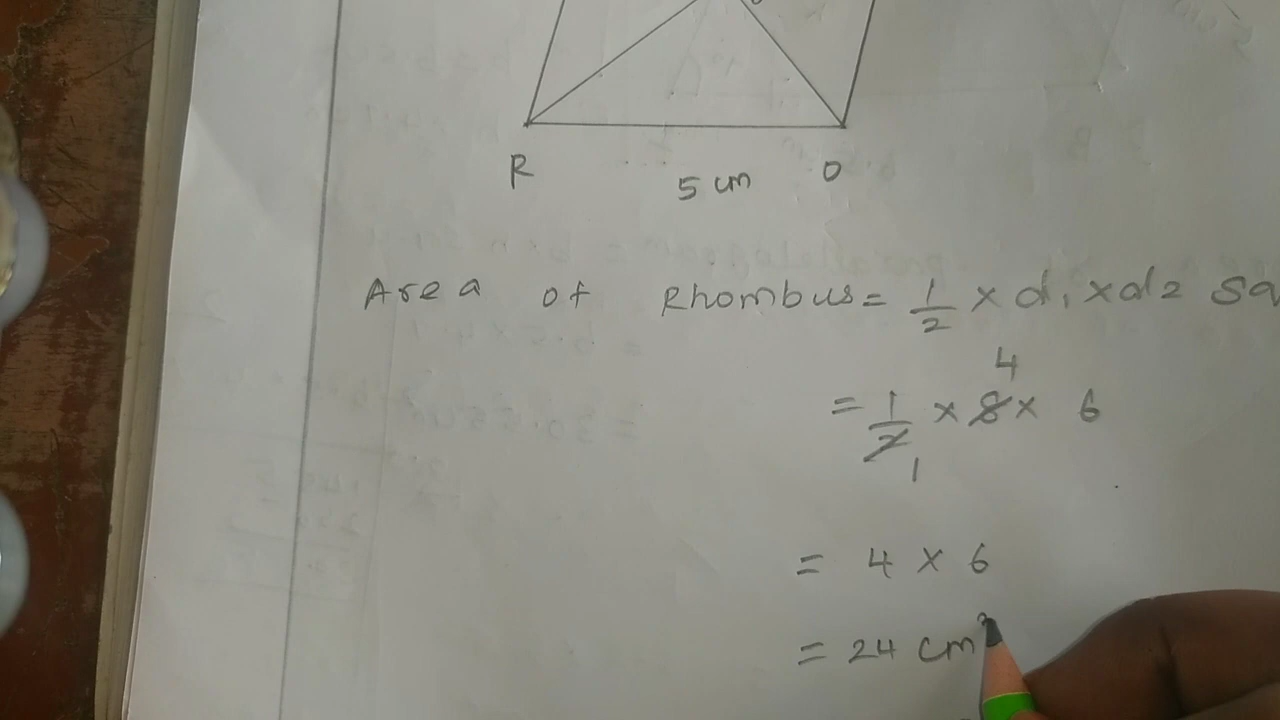 R 5 cm O
Area of Rhombus = 1/2 × d1 × d2 Sq
4
= 1/2 × 8 × 6
1
= 4 × 6
= 24 cm²